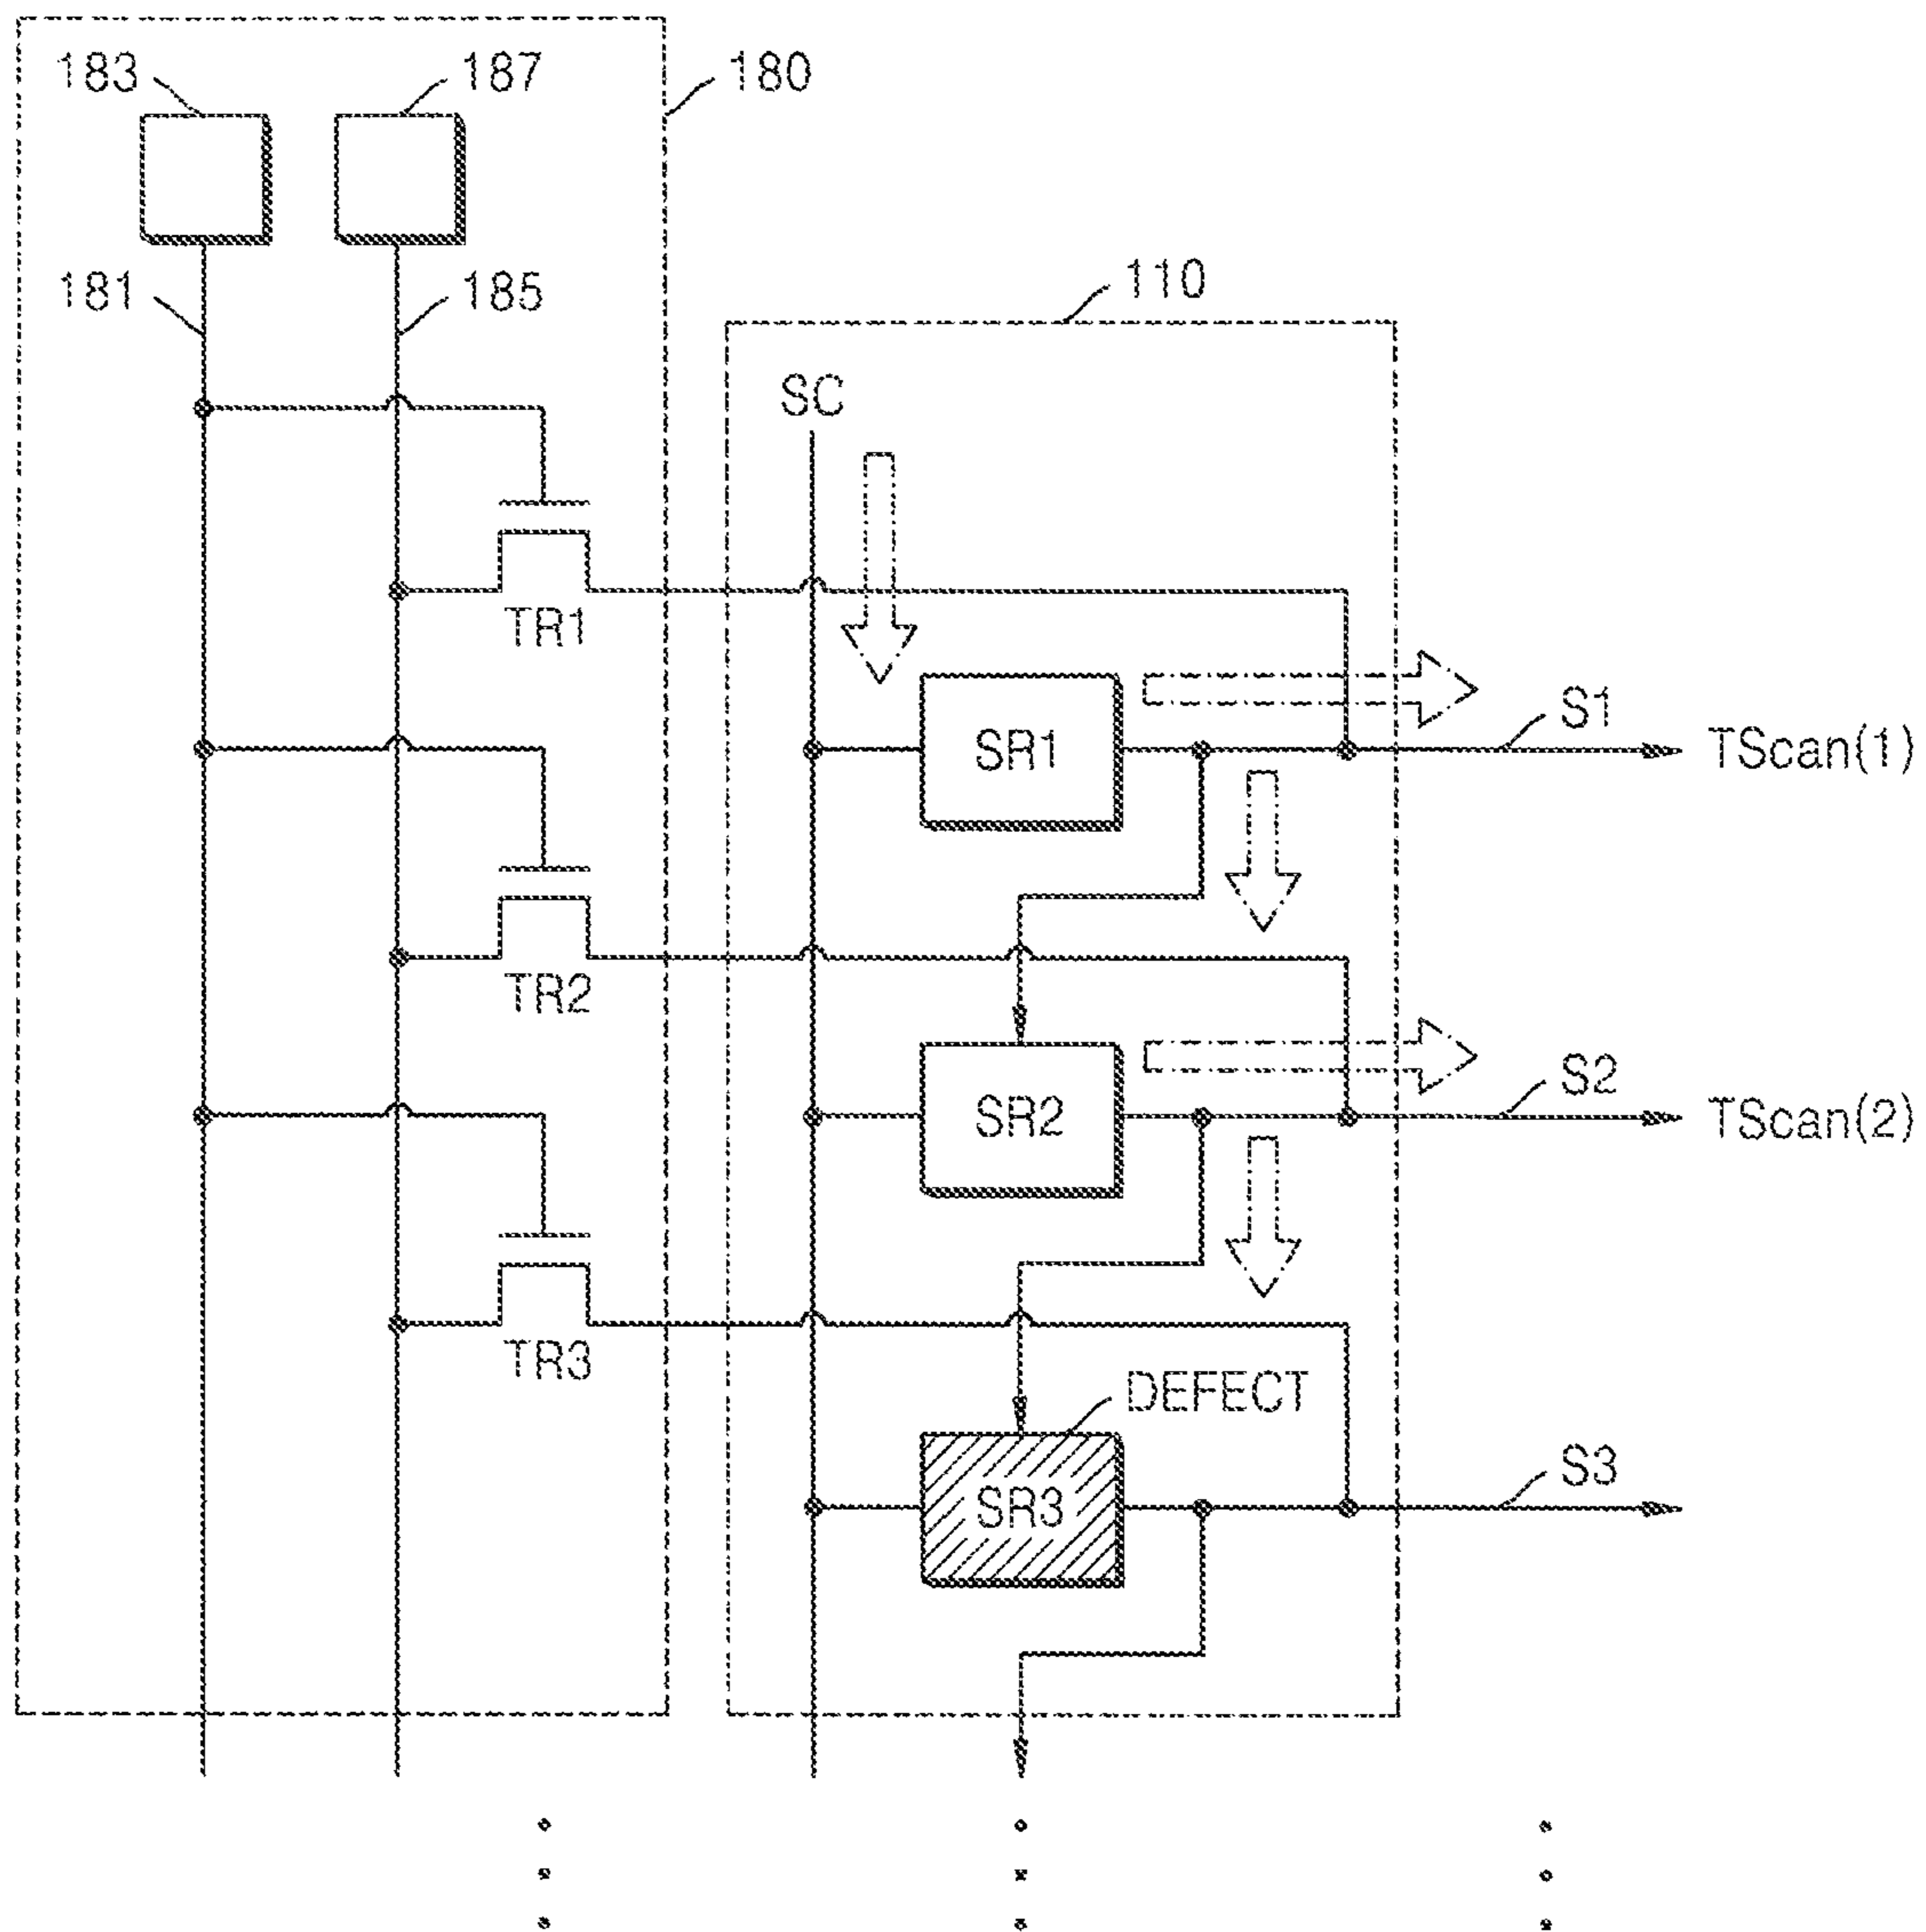 183
187
180
181
185
110
SC
TR1
SR1
S1
TScan(1)
TR2
SR2
S2
TScan(2)
TR3
DEFECT
SR3
S3